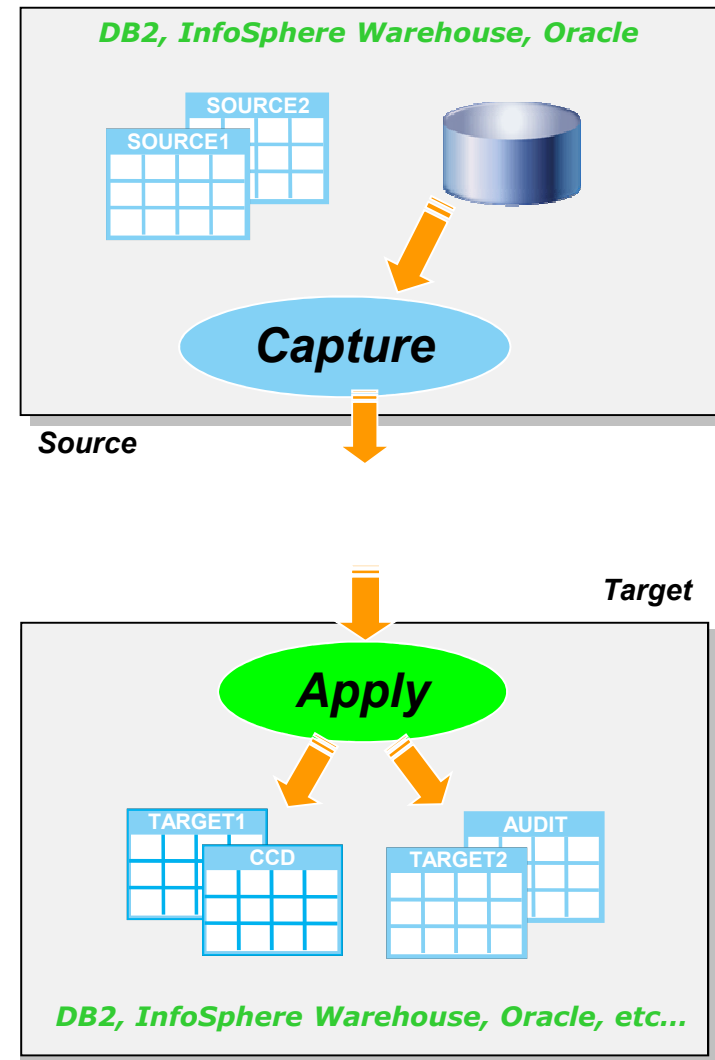 DB2, InfoSphere Warehouse, Oracle
SOURCE2
SOURCE1
Capture
Source
Target
Apply
TARGET1
CCD
AUDIT
TARGET2
DB2, InfoSphere Warehouse, Oracle, etc...